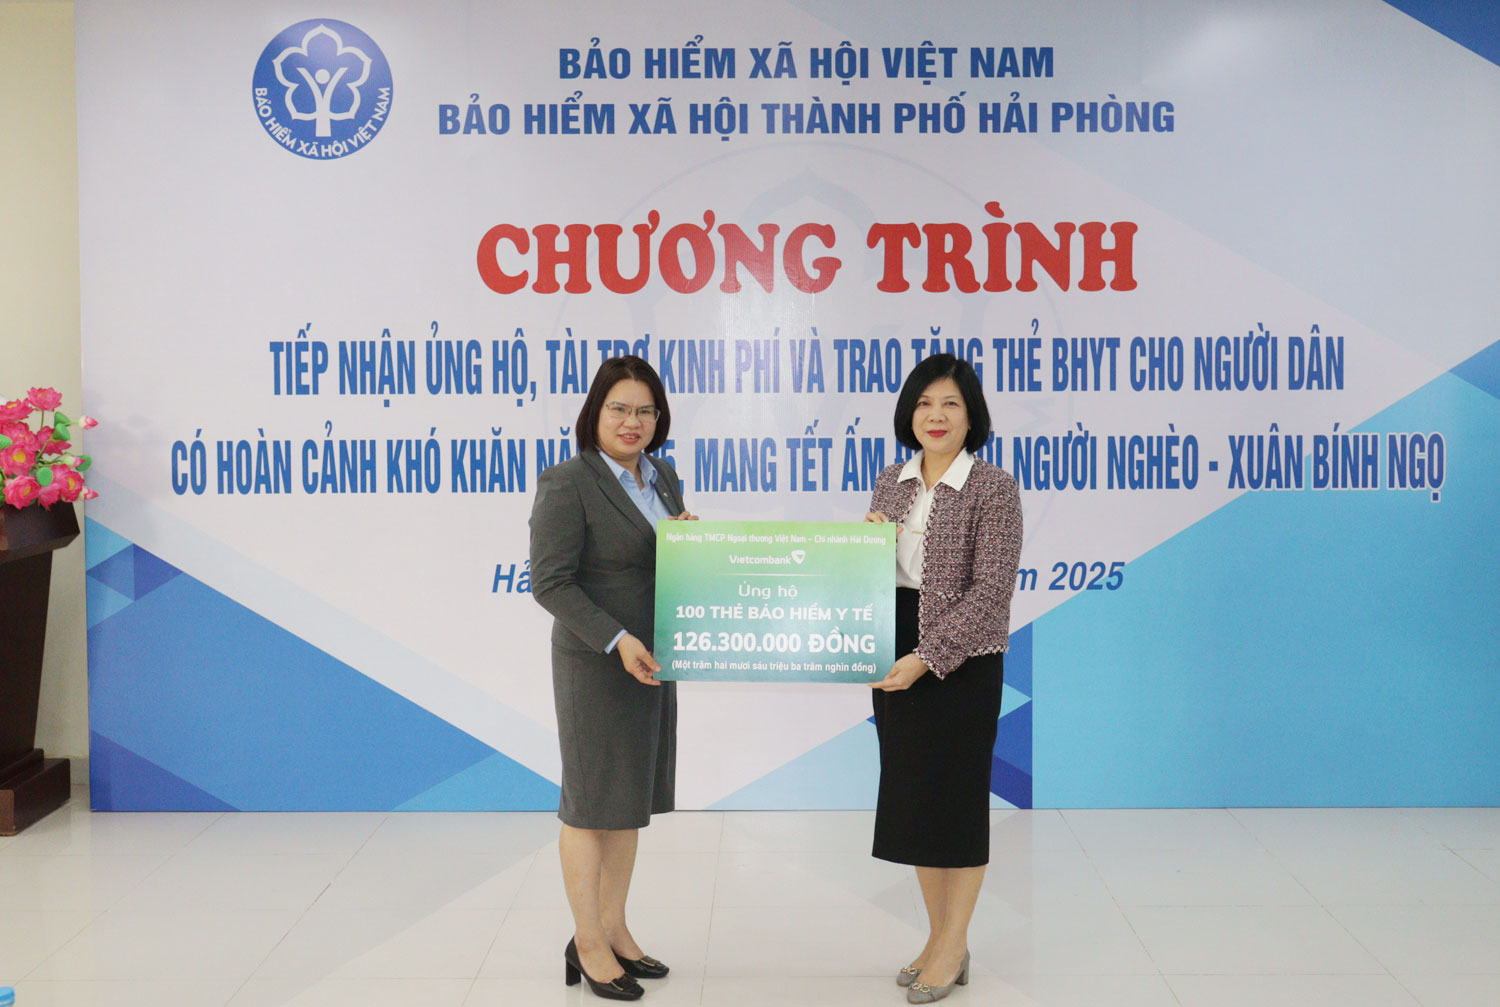 BẢO HIỂM XÃ HỘI VIỆT NAM
BẢO HIỂM XÃ HỘI VIỆT NAM
BẢO HIỂM XÃ HỘI THÀNH PHỐ HẢI PHÒNG
CHƯƠNG TRÌNH
TIẾP NHẬN ỦNG HỘ, TÀI TRỢ KINH PHÍ VÀ TRAO TẶNG THẺ BHYT CHO NGƯỜI DÂN
CÓ HOÀN CẢNH KHÓ KHĂN 5, MANG TẾT ẤM NGƯỜI NGHÈO - XUÂN BÍNH NGỌ
2025
Ngân hàng TMCP Ngoại thương Việt Nam – Chi nhánh Hải Dương
Vietcombank
Ủng hộ
100 THẺ BẢO HIỂM Y TẾ
126.300.000 ĐỒNG
(Một trăm hai mươi sáu triệu ba trăm nghìn đồng)